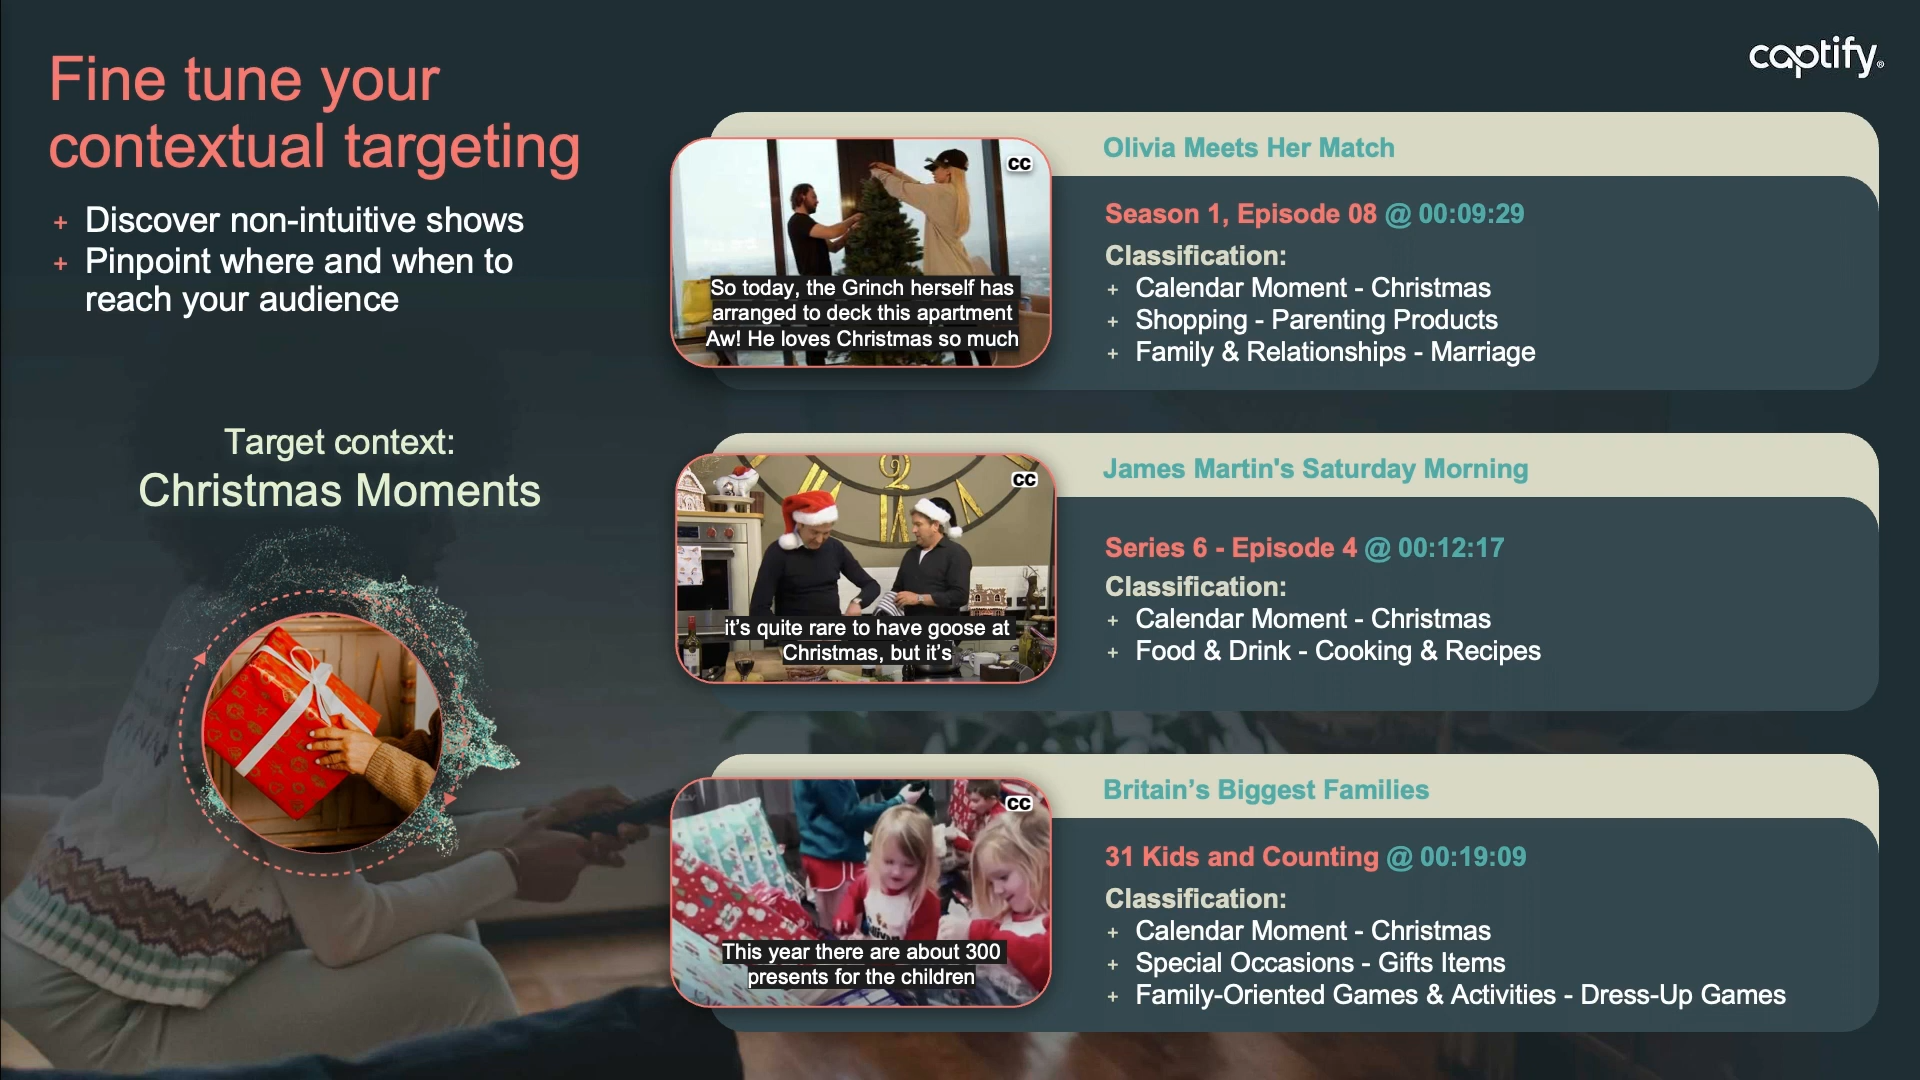 Fine tune your
contextual targeting
+ Discover non-intuitive shows
+ Pinpoint where and when to
reach your audience
Target context:
Christmas Moments
captify®
Olivia Meets Her Match
CC
So today, the Grinch herself has
arranged to deck this apartment
Aw! He loves Christmas so much
Season 1, Episode 08 @ 00:09:29
Classification:
+ Calendar Moment - Christmas
+ Shopping - Parenting Products
+ Family & Relationships - Marriage
James Martin's Saturday Morning
CC
it's quite rare to have goose at
Christmas, but it's
Series 6 - Episode 4 @ 00:12:17
Classification:
+ Calendar Moment - Christmas
+ Food & Drink - Cooking & Recipes
Britain’s Biggest Families
CC
This year there are about 300
presents for the children
31 Kids and Counting @ 00:19:09
Classification:
+ Calendar Moment - Christmas
+ Special Occasions - Gifts Items
+ Family-Oriented Games & Activities - Dress-Up Games